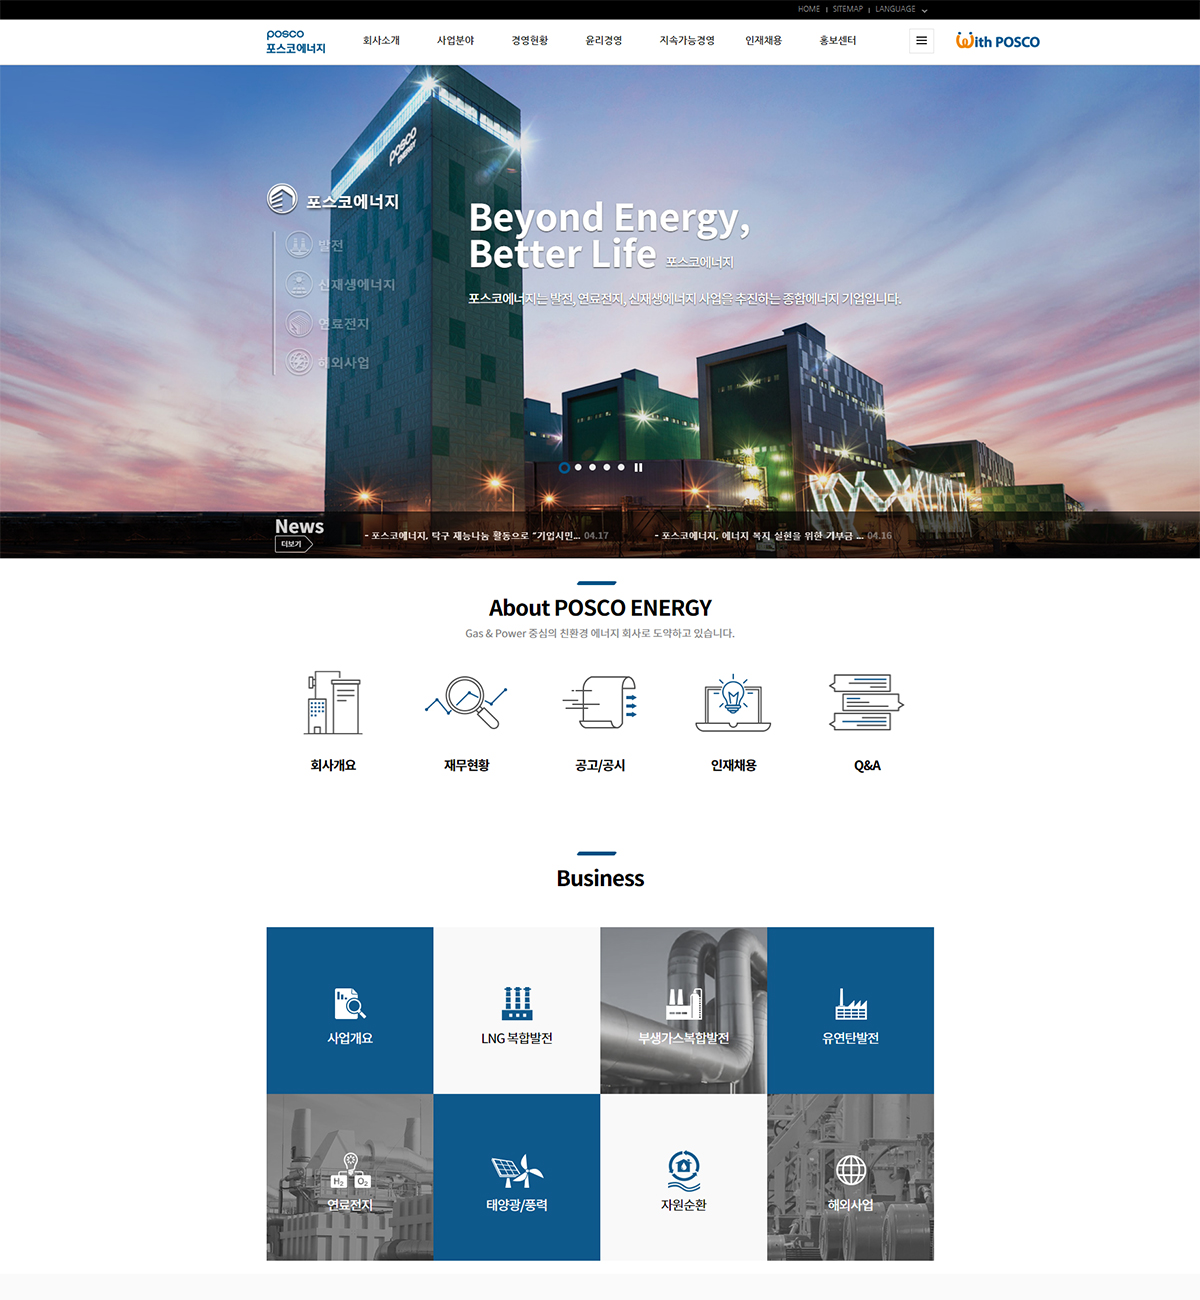 HOME | SITEMAP | LANGUAGE
posco
포스코에너지
회사소개 사업분야 경영현황 윤리경영 지속가능경영 인재채용 홍보센터
With POSCO
posco
ENERGY
포스코에너지
발전
신재생에너지
연료전지
해외사업
Beyond Energy,
Better Life 포스코에너지
포스코에너지는 발전, 연료전지, 신재생에너지 사업을 추진하는 종합에너지 기업입니다.
News
더보기
- 포스코에너지, 탁구 재능나눔 활동으로 "기업시민... 04.17
- 포스코에너지, 에너지 복지 실현을 위한 기부금 ... 04.16
About POSCO ENERGY
Gas & Power 중심의 친환경 에너지 회사로 도약하고 있습니다.
회사개요 재무현황 공고/공시 인재채용 Q&A
Business
사업개요 LNG 복합발전 부생가스복합발전 유연탄발전
H2 O2
연료전지 태양광/풍력 자원순환 해외사업